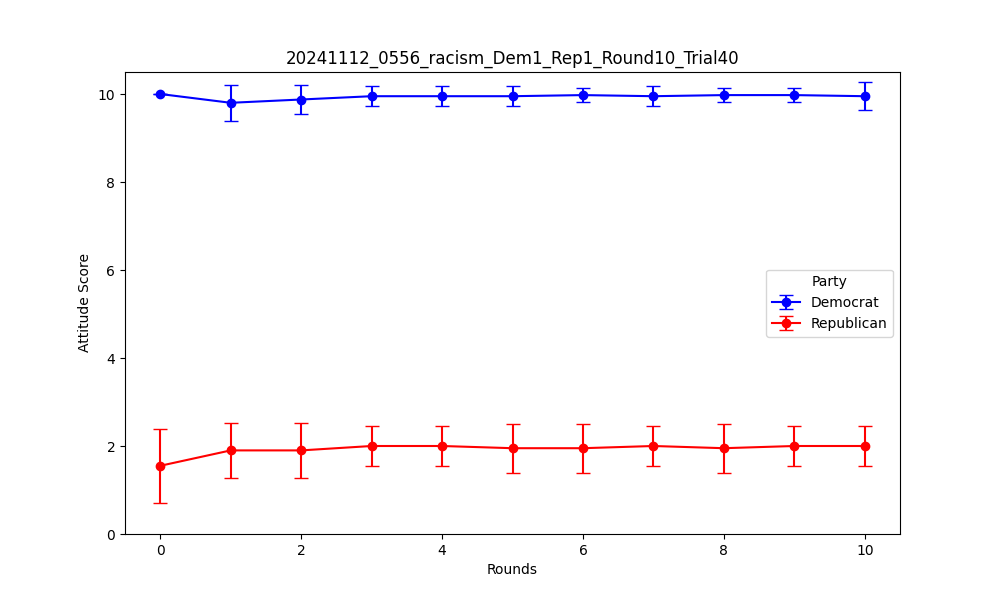 20241112_0556_racism_Dem1_Rep1_Round10_Trial40
10
8
6
4
2
0
Attitude Score
Party
Democrat
Republican
0 2 4 6 8 10
Rounds